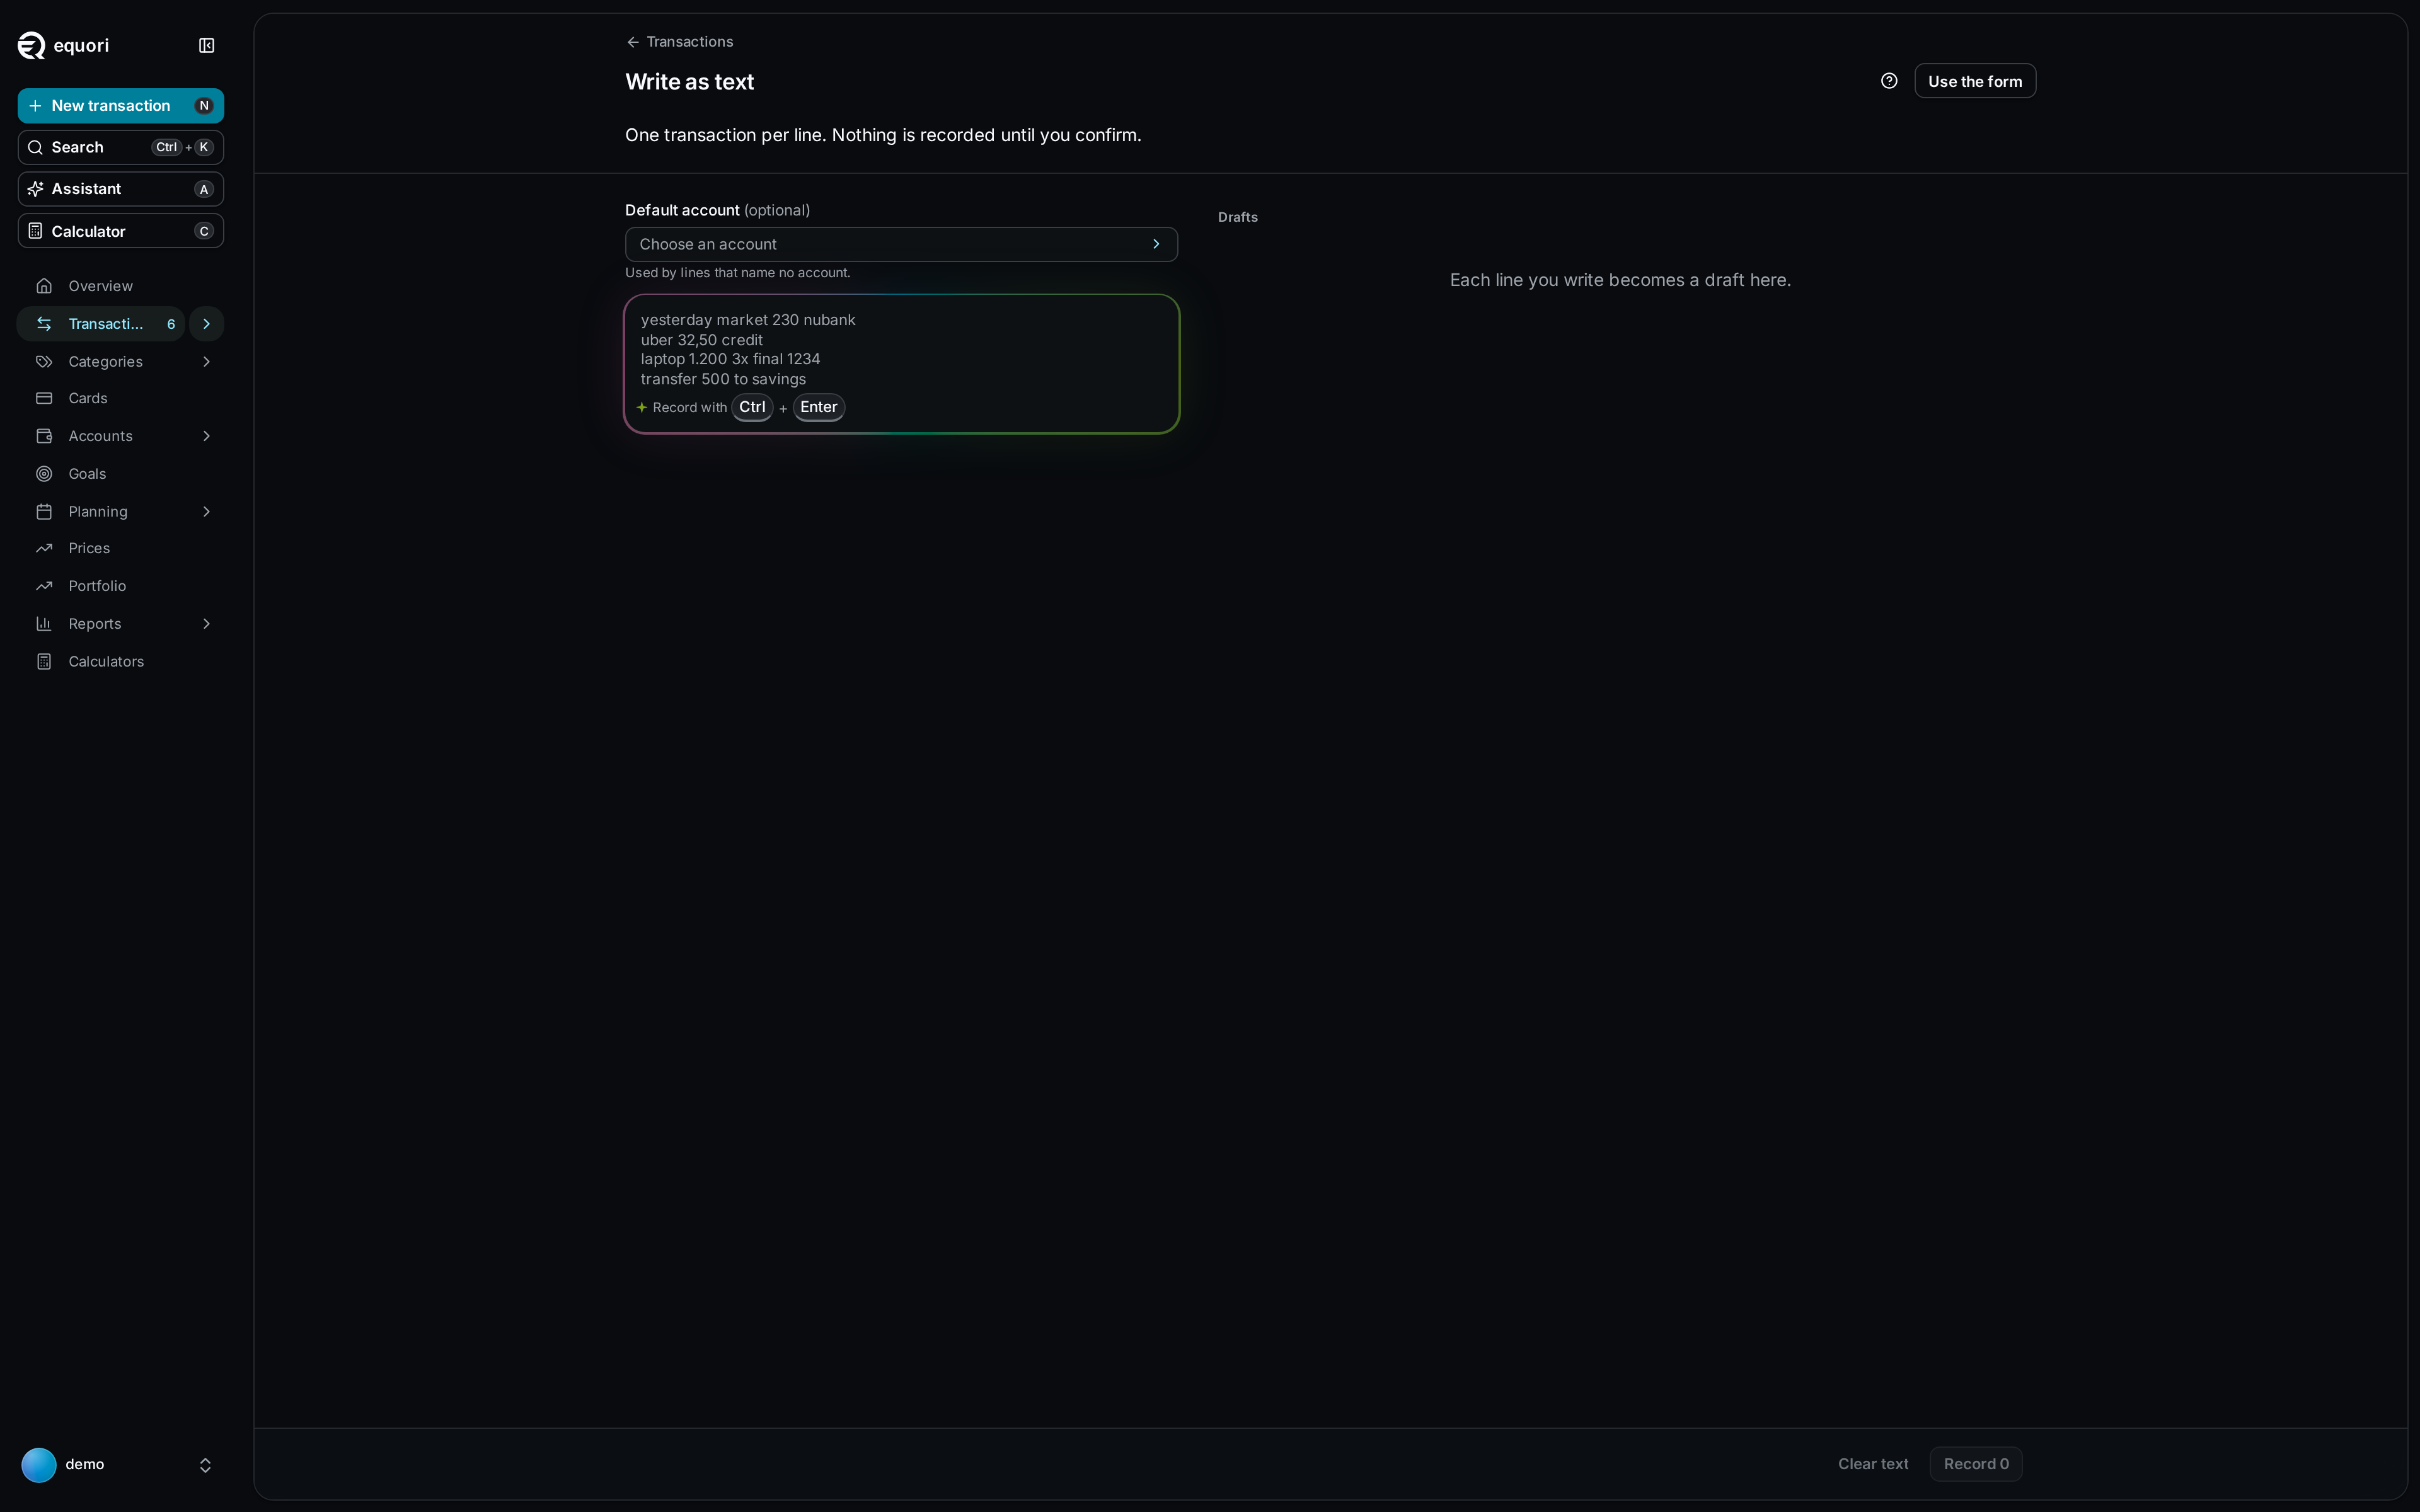 equori
New transaction N
Search Ctrl + K
Assistant A
Calculator C
Overview
Transacti... 6
Categories
Cards
Accounts
Goals
Planning
Prices
Portfolio
Reports
Calculators
demo
Transactions
Write as text
Use the form
One transaction per line. Nothing is recorded until you confirm.
Default account (optional)
Choose an account
Used by lines that name no account.
yesterday market 230 nubank
uber 32,50 credit
laptop 1.200 3x final 1234
transfer 500 to savings
Record with Ctrl + Enter
Drafts
Each line you write becomes a draft here.
Clear text
Record 0